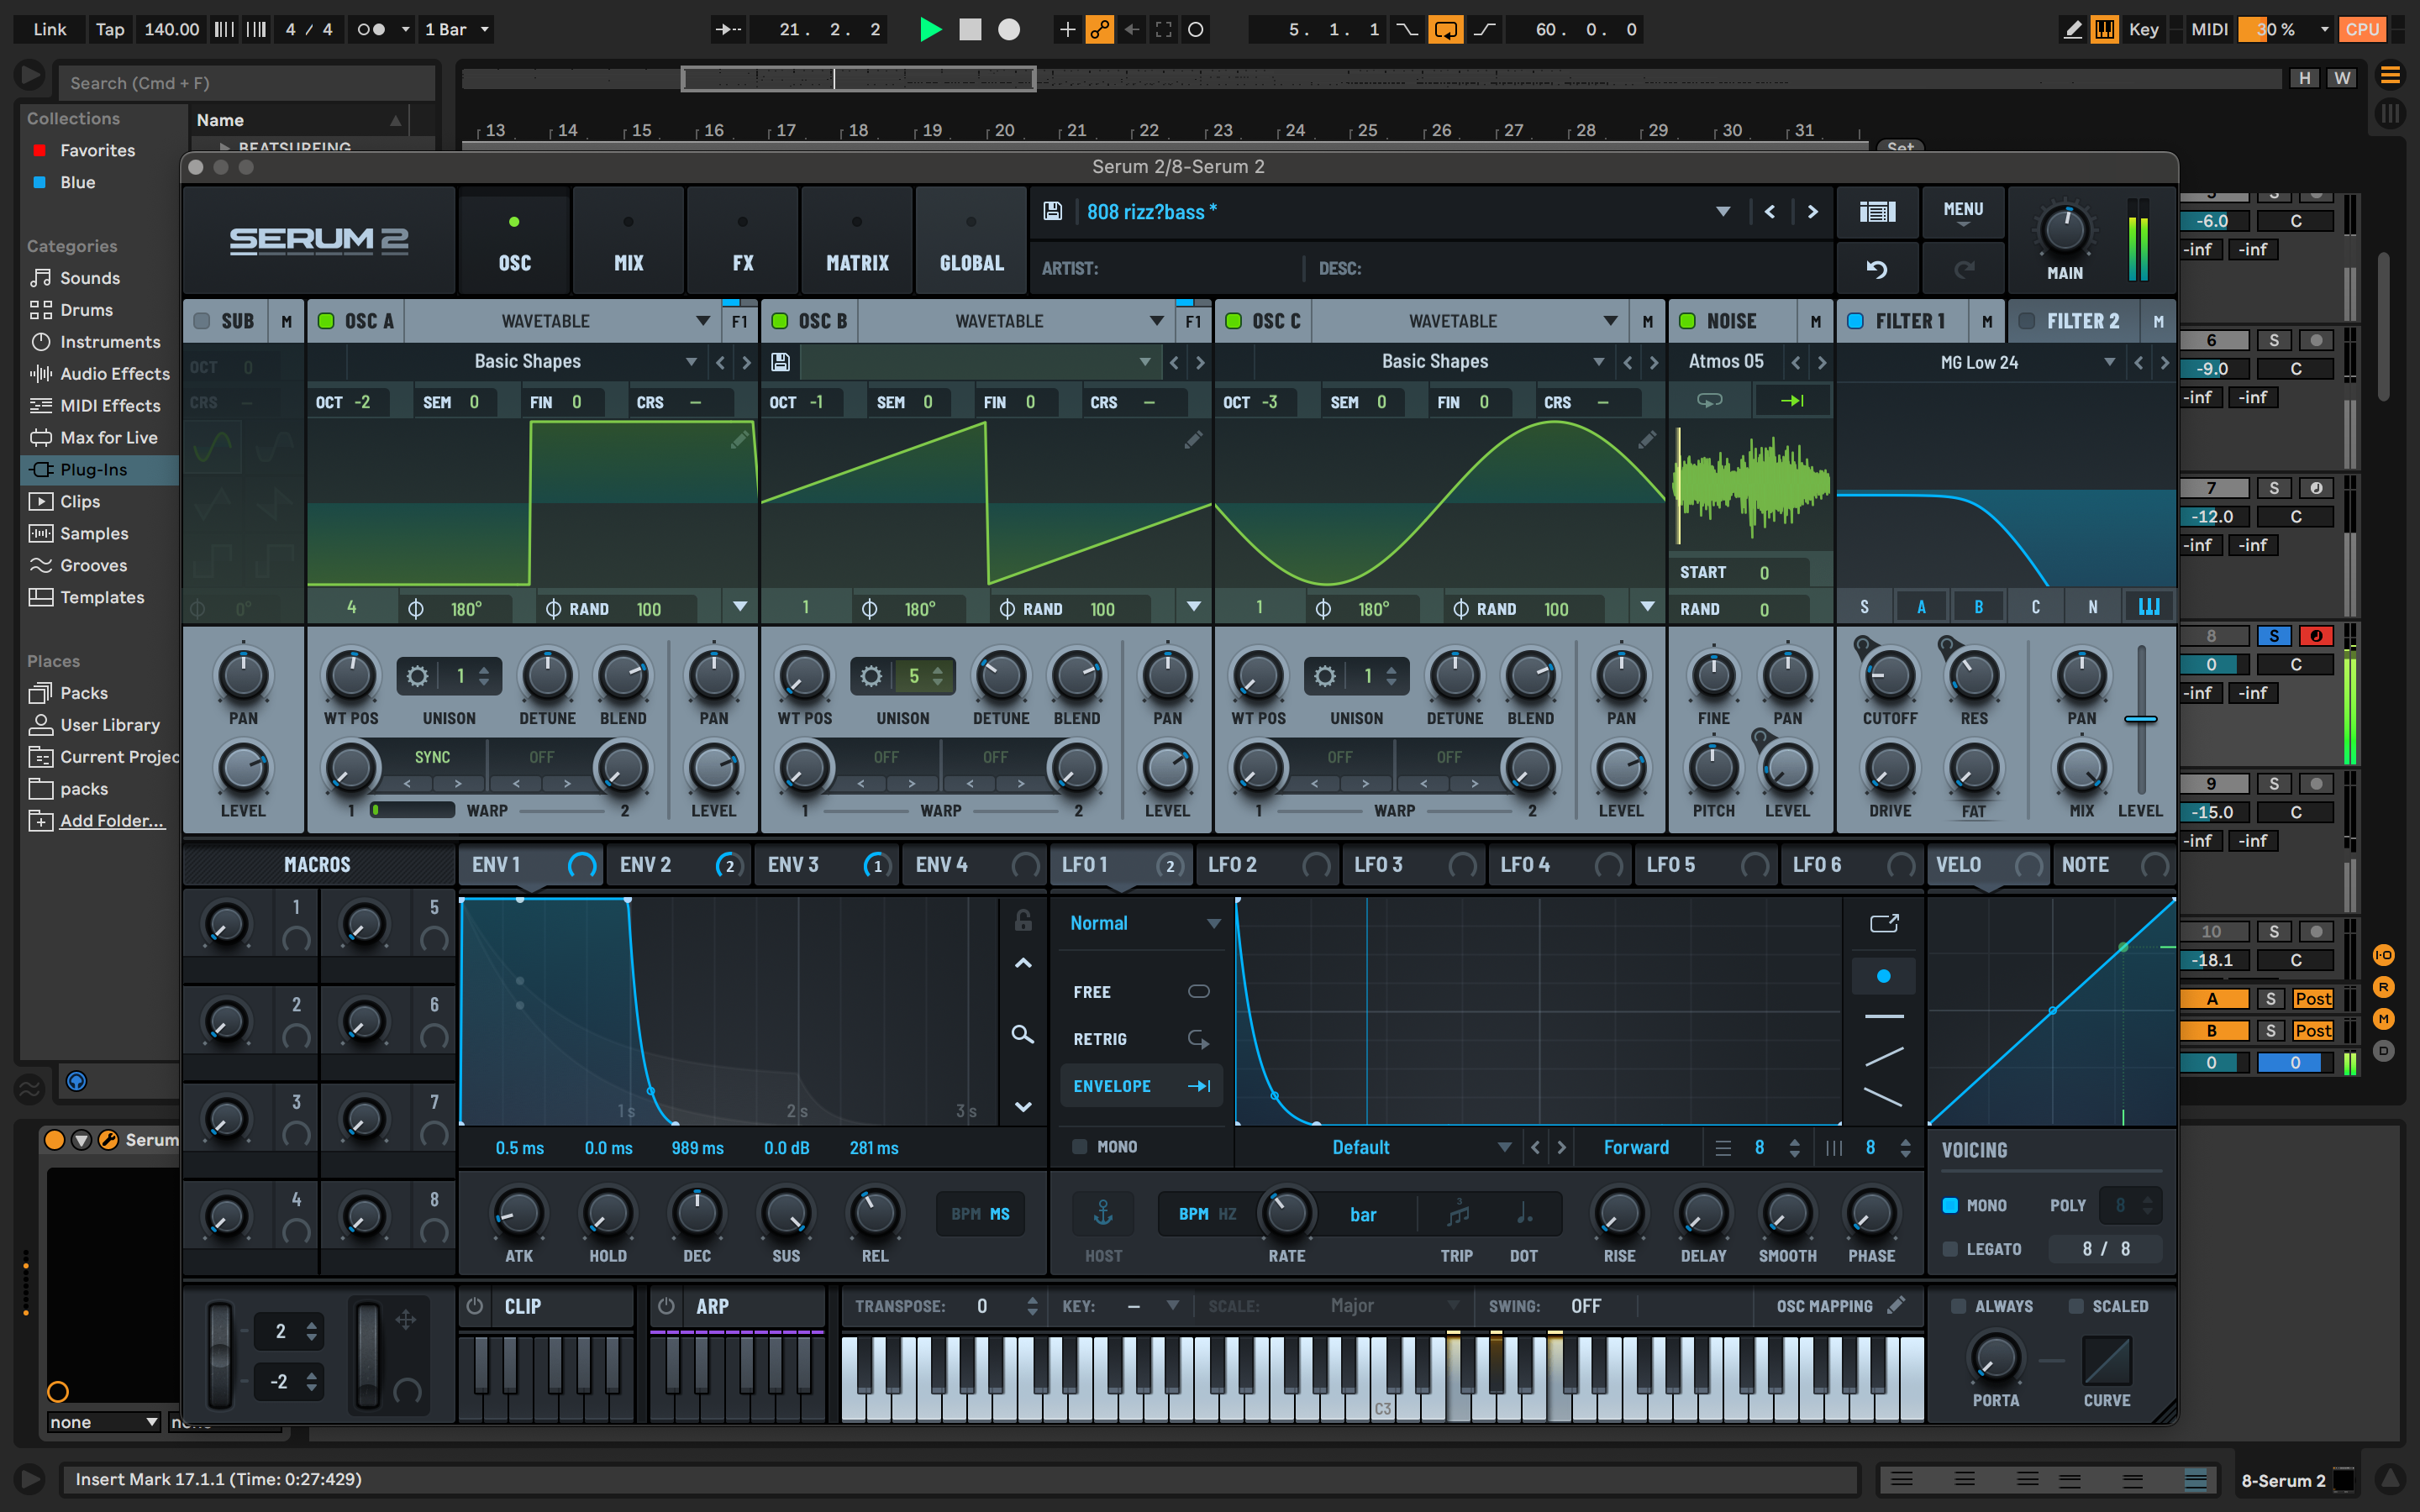 Link Tap 140.00 4 / 4 1 Bar 21. 2. 2 5. 1. 1 60. 0. 0 Key MIDI 30 % CPU
Search (Cmd + F) H W
Collections Name
13 14 15 16 17 18 19 20 21 22 23 24 25 26 27 28 29 30 31
Favorites BEATSURFING Set
Blue
Serum 2/8-Serum 2
SERUM 2 OSC MIX FX MATRIX GLOBAL
808 rizz?bass * MENU MAIN
ARTIST: DESC:
Categories
Sounds
Drums
Instruments
Audio Effects
MIDI Effects
Max for Live
Plug-Ins
Clips
Samples
Grooves
Templates
Places
Packs
User Library
Current Projec
packs
Add Folder...
SUB M OSC A WAVETABLE F1 OSC B WAVETABLE F1 OSC C WAVETABLE M NOISE M FILTER 1 M FILTER 2 M
Basic Shapes Basic Shapes Atmos 05 MG Low 24
OCT 0 OCT -2 SEM 0 FIN 0 CRS – OCT -1 SEM 0 FIN 0 CRS – OCT -3 SEM 0 FIN 0 CRS –
CRS –
START 0
0° 4 180° RAND 100 1 180° RAND 100 1 180° RAND 100 RAND 0 S A B C N
1 5 1
PAN WT POS UNISON DETUNE BLEND PAN WT POS UNISON DETUNE BLEND PAN WT POS UNISON DETUNE BLEND PAN FINE PAN CUTOFF RES PAN
SYNC OFF OFF OFF OFF OFF
LEVEL 1 WARP 2 LEVEL 1 WARP 2 LEVEL 1 WARP 2 LEVEL PITCH LEVEL DRIVE FAT MIX LEVEL
MACROS ENV 1 ENV 2 2 ENV 3 1 ENV 4 LFO 1 2 LFO 2 LFO 3 LFO 4 LFO 5 LFO 6 VELO NOTE
1 5
2 6
3 7
4 8
1 s 2 s 3 s
0.5 ms 0.0 ms 989 ms 0.0 dB 281 ms
ATK HOLD DEC SUS REL BPM MS
Normal
FREE
RETRIG
ENVELOPE
MONO Default Forward 8 8
HOST BPM HZ RATE bar TRIP DOT RISE DELAY SMOOTH PHASE
VOICING
MONO POLY 8
LEGATO 8 / 8
2
-2
CLIP ARP TRANSPOSE: 0 KEY: – SCALE: Major SWING: OFF OSC MAPPING ALWAYS SCALED
C3
PORTA CURVE
S
-6.0 C
-inf -inf
6 S
-9.0 C
-inf -inf
7 S
-12.0 C
-inf -inf
8 S
0 C
-inf -inf
9 S
-15.0 C
-inf -inf
10 S
-18.1 C
A S Post
B S Post
0 0
I·O
R
M
D
Serum
none
Insert Mark 17.1.1 (Time: 0:27:429) 8-Serum 2